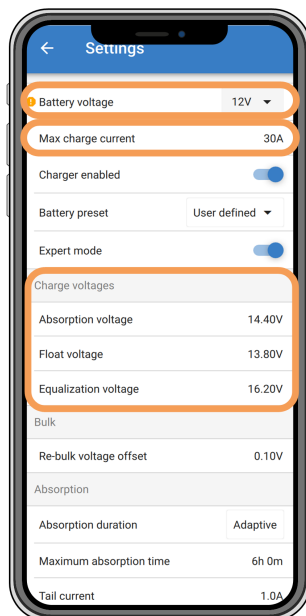 Settings
Battery voltage 12V
Max charge current 30A
Charger enabled
Battery preset User defined
Expert mode
Charge voltages
Absorption voltage 14.40V
Float voltage 13.80V
Equalization voltage 16.20V
Bulk
Re-bulk voltage offset 0.10V
Absorption
Absorption duration Adaptive
Maximum absorption time 6h 0m
Tail current 1.0A